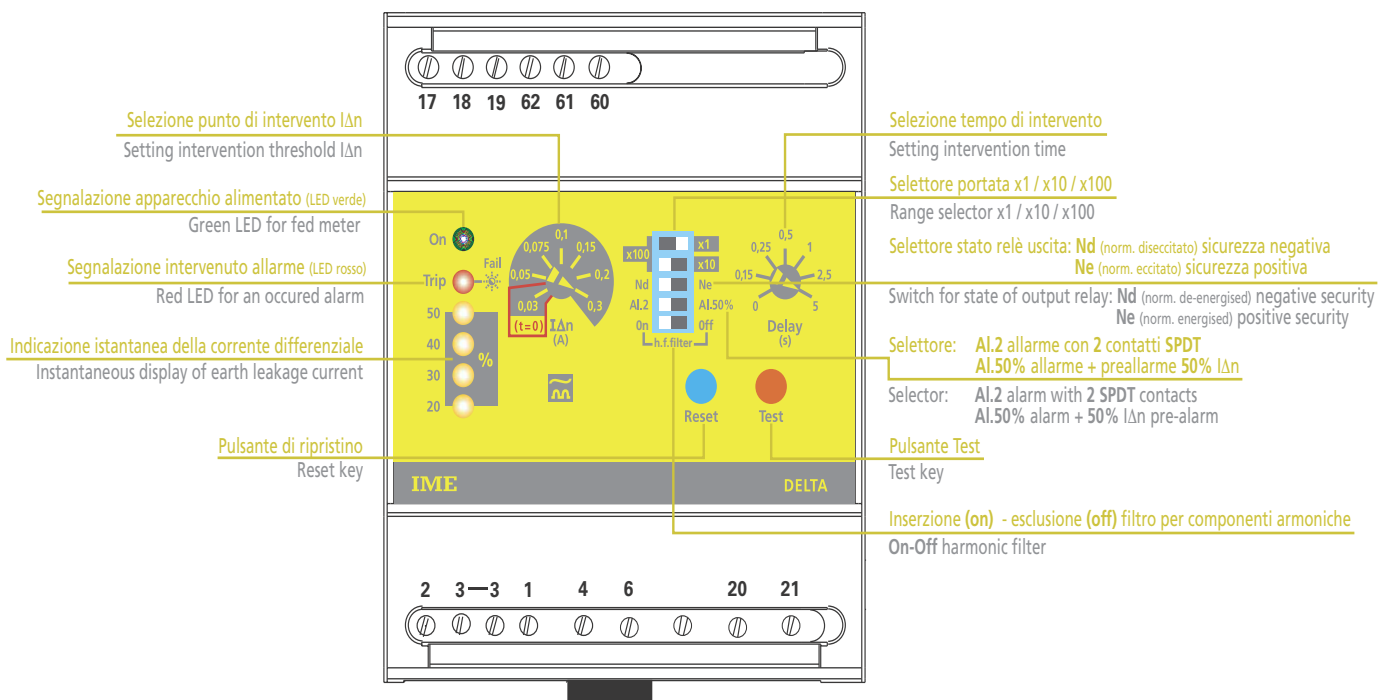 17 18 19 62 61 60
Selezione punto di intervento I∆n
Setting intervention threshold I∆n
Segnalazione apparecchio alimentato (LED verde)
Green LED for fed meter
Segnalazione intervenuto allarme (LED rosso)
Red LED for an occured alarm
Indicazione istantanea della corrente differenziale
Instantaneous display of earth leakage current
Pulsante di ripristino
Reset key
On
Trip
Fail
50
40
30
20
%
0,03
0,05
0,075
0,1
0,15
0,2
0,3
(t=0)
I∆n
(A)
x100
x1
x10
Nd
Ne
Al.2
Al.50%
On
Off
h.f.filter
0
0,15
0,25
0,5
1
2,5
5
Delay
(s)
Reset
Test
IME
DELTA
Selezione tempo di intervento
Setting intervention time
Selettore portata x1 / x10 / x100
Range selector x1 / x10 / x100
Selettore stato relè uscita: Nd (norm. diseccitato) sicurezza negativa
Ne (norm. eccitato) sicurezza positiva
Switch for state of output relay: Nd (norm. de-energised) negative security
Ne (norm. energised) positive security
Selettore: Al.2 allarme con 2 contatti SPDT
Al.50% allarme + preallarme 50% I∆n
Selector: Al.2 alarm with 2 SPDT contacts
Al.50% alarm + 50% I∆n pre-alarm
Pulsante Test
Test key
Inserzione (on) - esclusione (off) filtro per componenti armoniche
On-Off harmonic filter
2 3—3 1 4 6 20 21